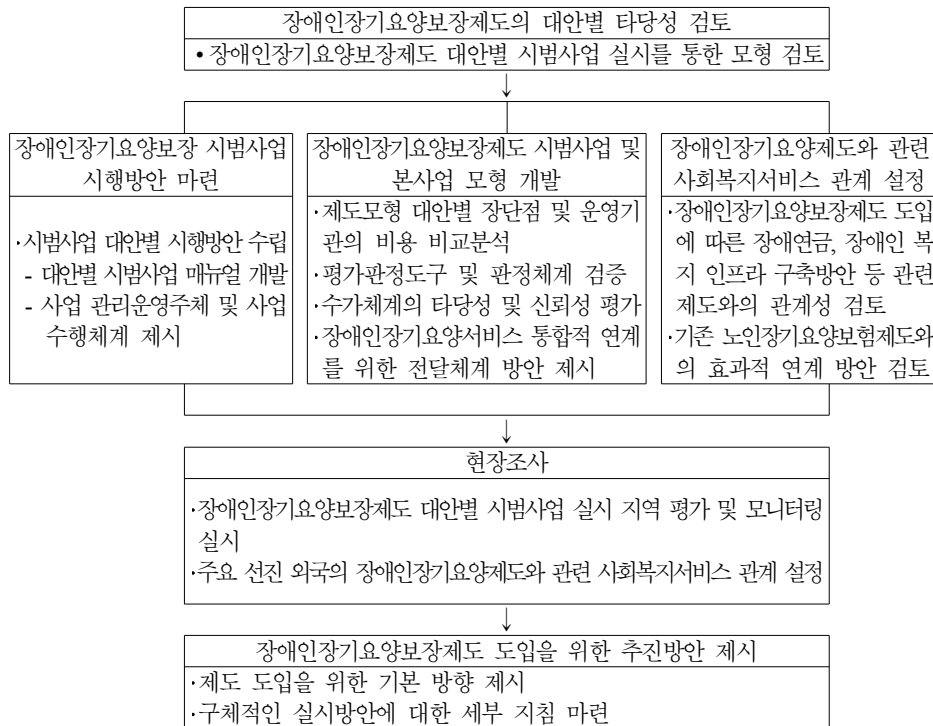 장애인장기요양보장제도의 대안별 타당성 검토
• 장애인장기요양보장제도 대안별 시범사업 실시를 통한 모형 검토
장애인장기요양보장 시범사업
시행방안 마련
·시범사업 대안별 시행방안 수립
- 대안별 시범사업 매뉴얼 개발
- 사업 관리운영주체 및 사업
수행체계 제시
장애인장기요양보장제도 시범사업 및
본사업 모형 개발
·제도모형 대안별 장단점 및 운영기
관의 비용 비교분석
·평가판정도구 및 판정체계 검증
·수가체계의 타당성 및 신뢰성 평가
·장애인장기요양서비스 통합적 연계
를 위한 전달체계 방안 제시
장애인장기요양제도와 관련
사회복지서비스 관계 설정
·장애인장기요양보장제도 도입
에 따른 장애연금, 장애인 복
지 인프라 구축방안 등 관련
제도와의 관계성 검토
·기존 노인장기요양보험제도와
의 효과적 연계 방안 검토
현장조사
·장애인장기요양보장제도 대안별 시범사업 실시 지역 평가 및 모니터링
실시
·주요 선진 외국의 장애인장기요양제도와 관련 사회복지서비스 관계 설정
장애인장기요양보장제도 도입을 위한 추진방안 제시
·제도 도입을 위한 기본 방향 제시
·구체적인 실시방안에 대한 세부 지침 마련